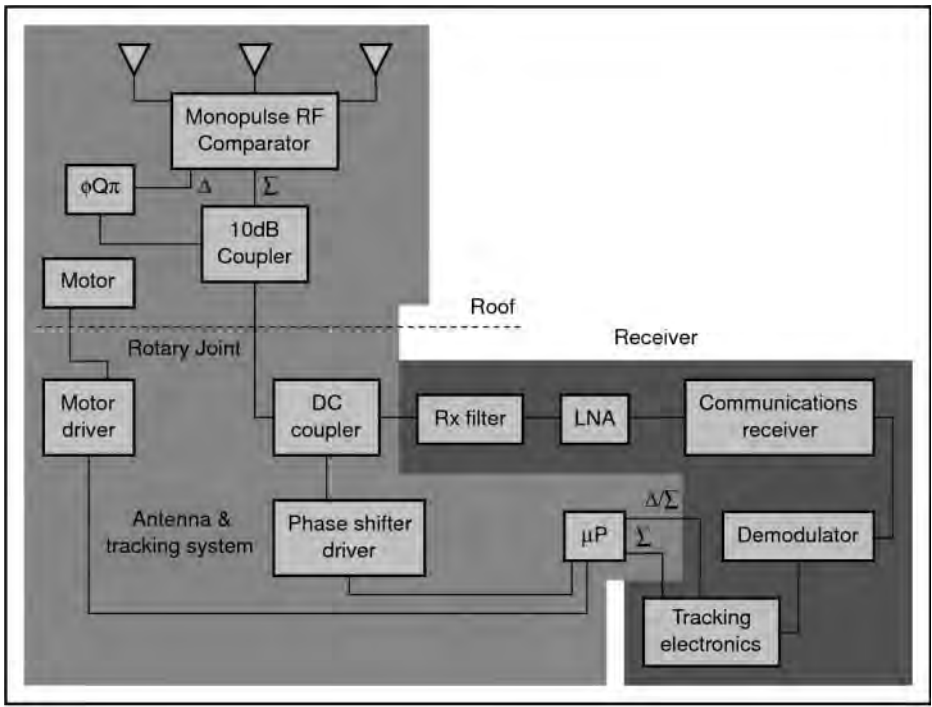 Monopulse RF
Comparator
ϕQπ
Δ
Σ
10dB
Coupler
Motor
Roof
Rotary Joint
Receiver
Motor
driver
DC
coupler
Rx filter
LNA
Communications
receiver
Antenna &
tracking system
Phase shifter
driver
μP
Δ/Σ
Σ
Demodulator
Tracking
electronics